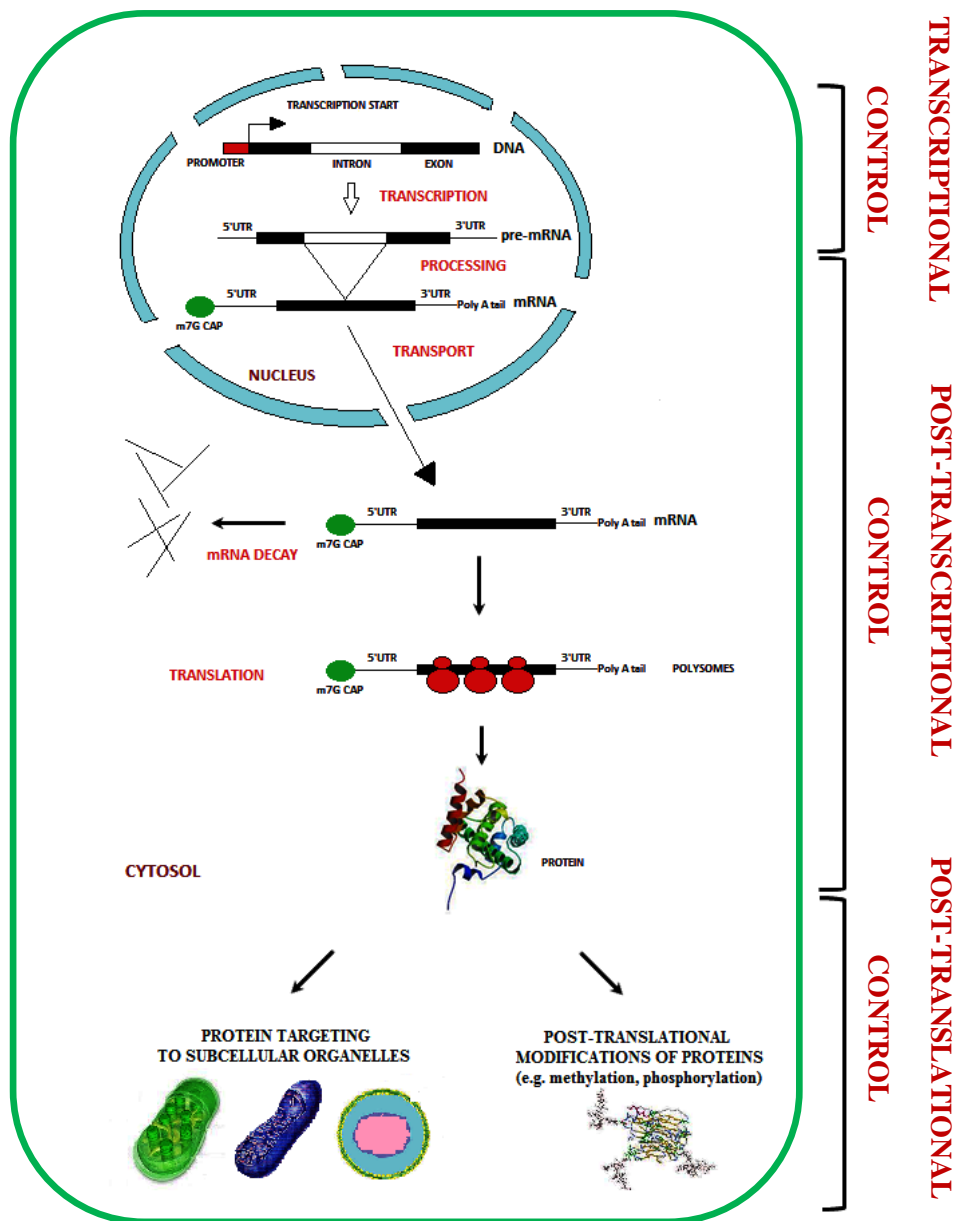 TRANSCRIPTION START
DNA
PROMOTER
INTRON
EXON
TRANSCRIPTION
5'UTR
3'UTR
pre-mRNA
PROCESSING
5'UTR
3'UTR
Poly A tail
mRNA
m7G CAP
TRANSPORT
NUCLEUS
5'UTR
3'UTR
Poly A tail
mRNA
m7G CAP
mRNA DECAY
5'UTR
3'UTR
TRANSLATION
Poly A tail
POLYSOMES
m7G CAP
PROTEIN
CYTOSOL
PROTEIN TARGETING
TO SUBCELLULAR ORGANELLES
POST-TRANSLATIONAL
MODIFICATIONS OF PROTEINS
(e.g. methylation, phosphorylation)
TRANSCRIPTIONAL
CONTROL
POST-TRANSCRIPTIONAL
CONTROL
POST-TRANSLATIONAL
CONTROL